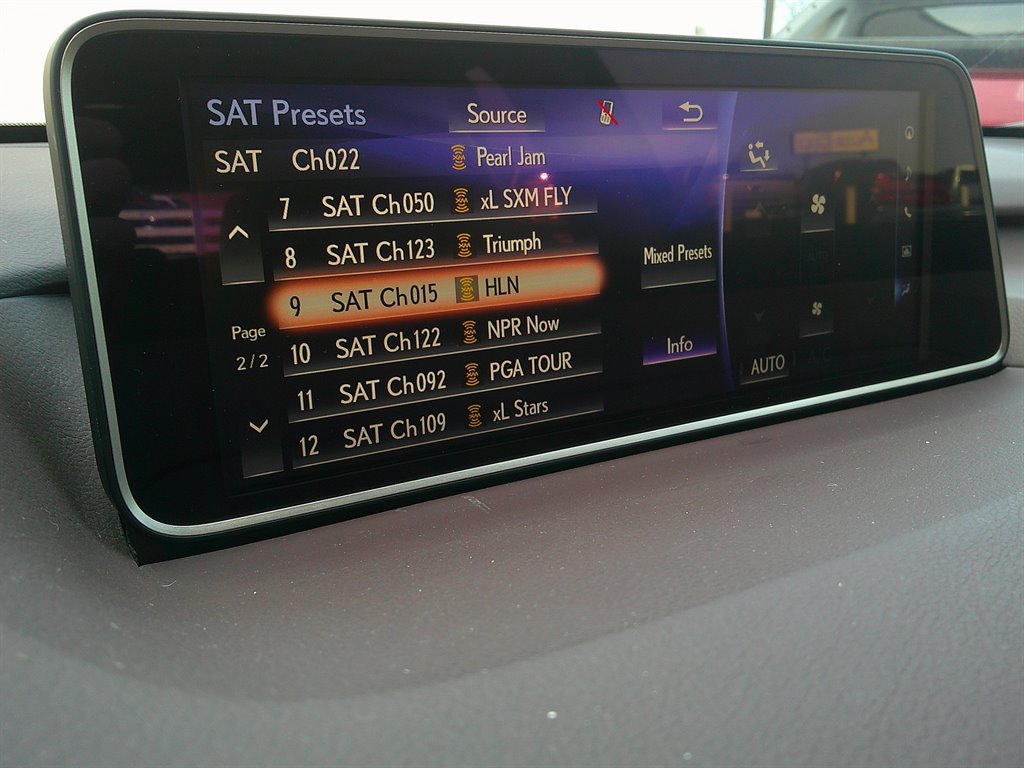 SAT Presets Source
SAT Ch022 Pearl Jam
7 SAT Ch050 xL SXM FLY
8 SAT Ch123 Triumph
9 SAT Ch015 HLN
10 SAT Ch122 NPR Now
11 SAT Ch092 PGA TOUR
12 SAT Ch109 xL Stars
Page
2/2
Mixed Presets
Info
AUTO